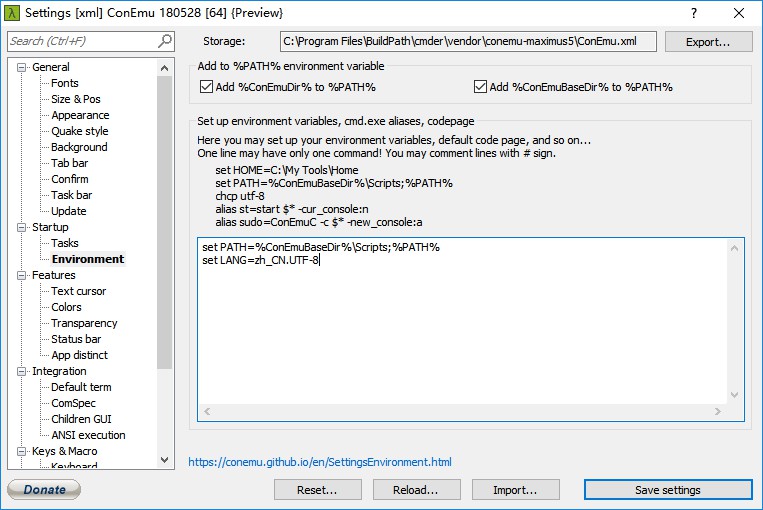 Settings [xml] ConEmu 180528 [64] {Preview}
Search (Ctrl+F)
Storage:
C:\Program Files\BuildPath\cmder\vendor\conemu-maximus5\ConEmu.xml
Export...
General
Fonts
Size & Pos
Appearance
Quake style
Background
Tab bar
Confirm
Task bar
Update
Startup
Tasks
Environment
Features
Text cursor
Colors
Transparency
Status bar
App distinct
Integration
Default term
ComSpec
Children GUI
ANSI execution
Keys & Macro
Keyboard
Add to %PATH% environment variable
Add %ConEmuDir% to %PATH%
Add %ConEmuBaseDir% to %PATH%
Set up environment variables, cmd.exe aliases, codepage
Here you may set up your environment variables, default code page, and so on...
One line may have only one command! You may comment lines with # sign.
set HOME=C:\My Tools\Home
set PATH=%ConEmuBaseDir%\Scripts;%PATH%
chcp utf-8
alias st=start $* -cur_console:n
alias sudo=ConEmuC -c $* -new_console:a
set PATH=%ConEmuBaseDir%\Scripts;%PATH%
set LANG=zh_CN.UTF-8
https://conemu.github.io/en/SettingsEnvironment.html
Donate
Reset...
Reload...
Import...
Save settings